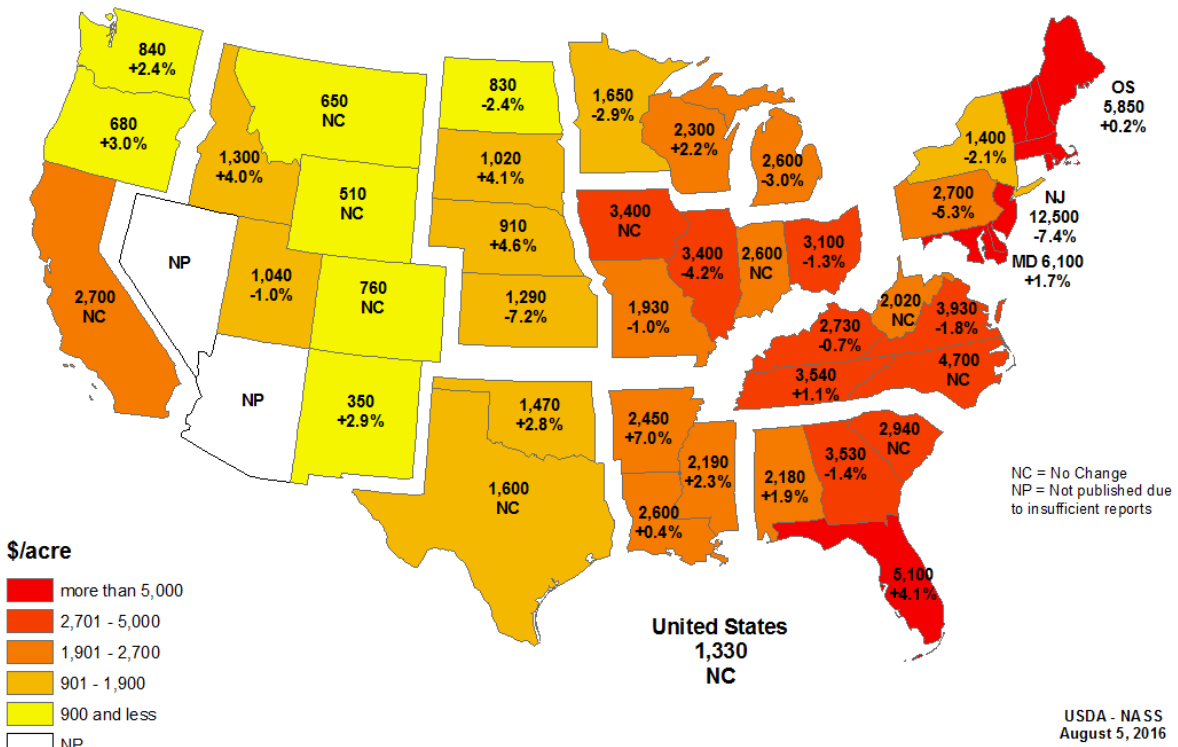 840
+2.4%
680
+3.0%
2,700
NC
NP
1,300
+4.0%
650
NC
510
NC
1,040
-1.0%
760
NC
NP
350
+2.9%
830
-2.4%
1,020
+4.1%
910
+4.6%
1,290
-7.2%
1,470
+2.8%
1,600
NC
1,650
-2.9%
2,300
+2.2%
2,600
-3.0%
3,400
NC
3,400
-4.2%
2,600
NC
3,100
-1.3%
1,930
-1.0%
2,450
+7.0%
2,600
+0.4%
2,190
+2.3%
2,180
+1.9%
3,530
-1.4%
2,940
NC
5,100
+4.1%
2,730
-0.7%
3,540
+1.1%
2,020
NC
3,930
-1.8%
4,700
NC
1,400
-2.1%
2,700
-5.3%
OS
5,850
+0.2%
NJ
12,500
-7.4%
MD 6,100
+1.7%
NC = No Change
NP = Not published due
to insufficient reports
$/acre
more than 5,000
2,701 - 5,000
1,901 - 2,700
901 - 1,900
900 and less
NP
United States
1,330
NC
USDA - NASS
August 5, 2016